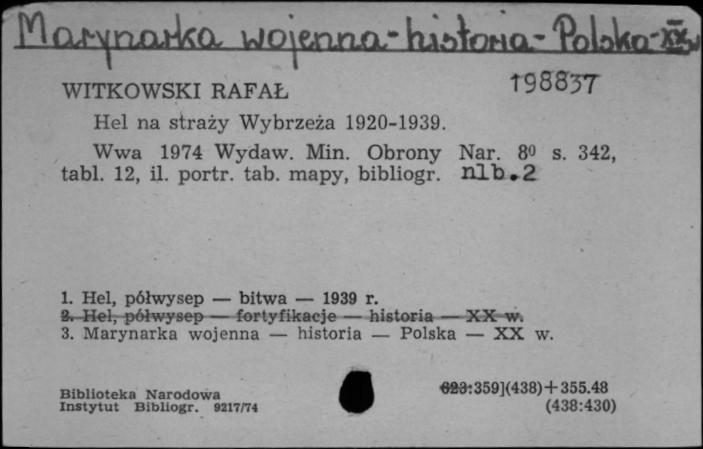 Marynarka wojenna - historia - Polska - XX w
WITKOWSKI RAFAŁ 198837
Hel na straży Wybrzeża 1920-1939.
Wwa 1974 Wydaw. Min. Obrony Nar. 8⁰ s. 342,
tabl. 12, il. portr. tab. mapy, bibliogr. nlb.2
1. Hel, półwysep — bitwa — 1939 r.
2. Hel, półwysep — fortyfikacje — historia — XX w.
3. Marynarka wojenna — historia — Polska — XX w.
Biblioteka Narodowa 623:359](438)+355.48
Instytut Bibliogr. 9217/74 (438:430)